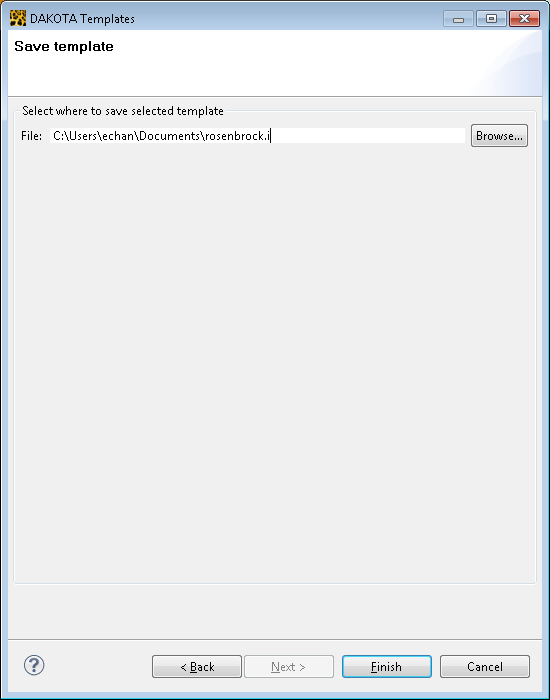 DAKOTA Templates
Save template
Select where to save selected template
File: C:\Users\echan\Documents\rosenbrock.i Browse...
? < Back Next > Finish Cancel